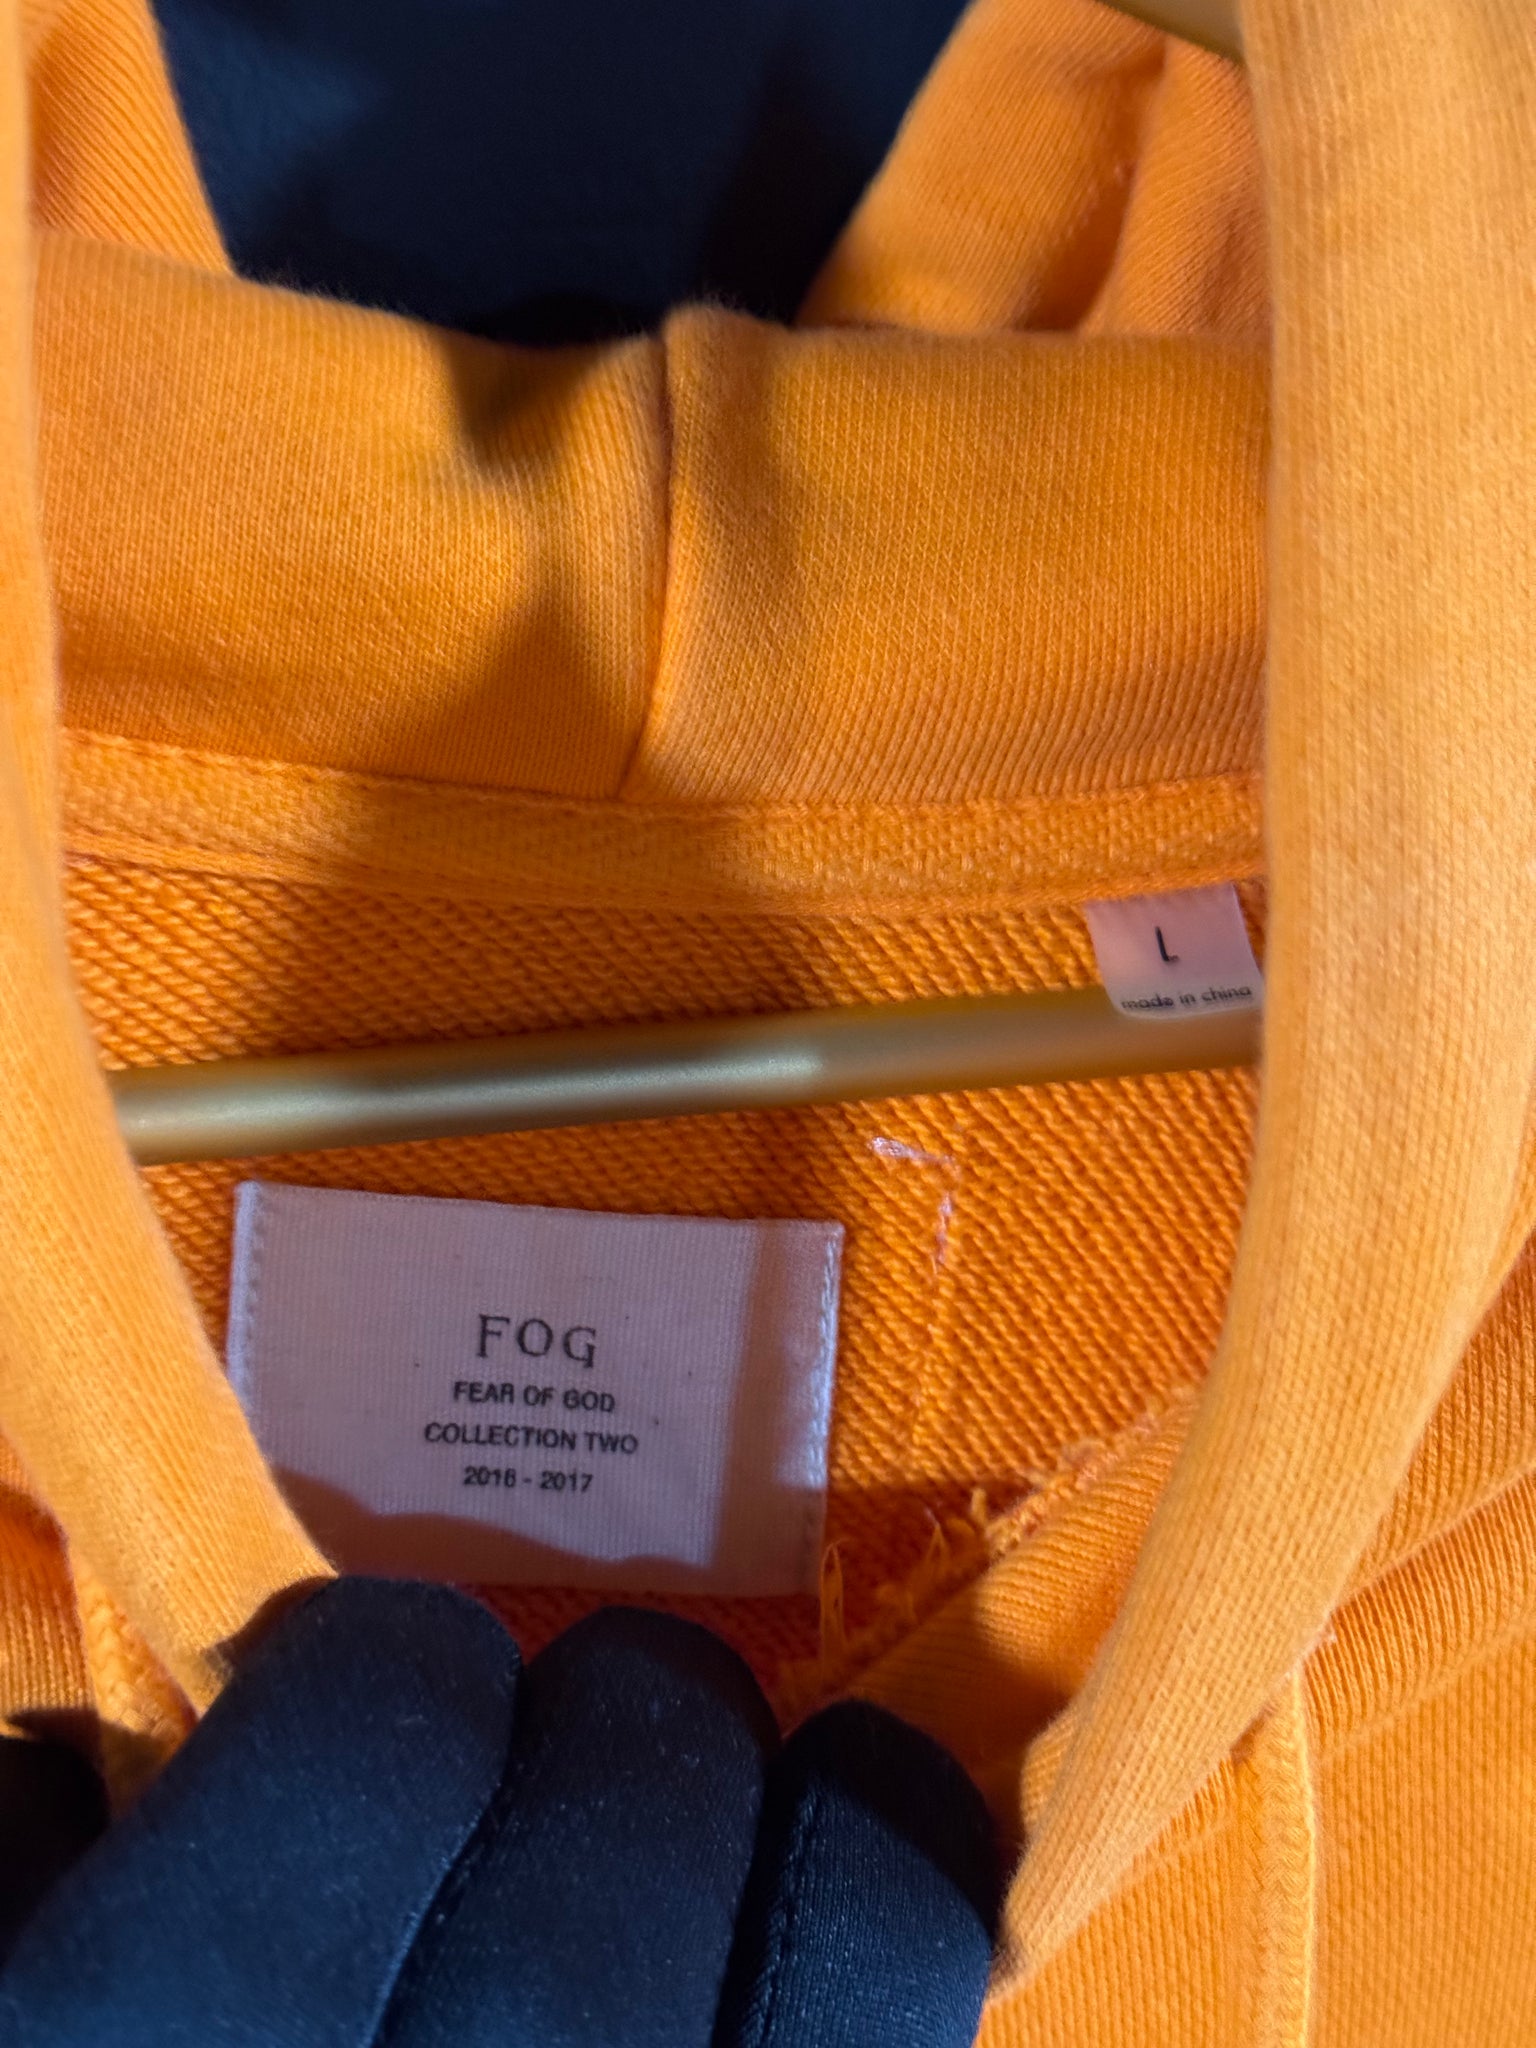 L
made in china
FOG
FEAR OF GOD
COLLECTION TWO
2016 - 2017